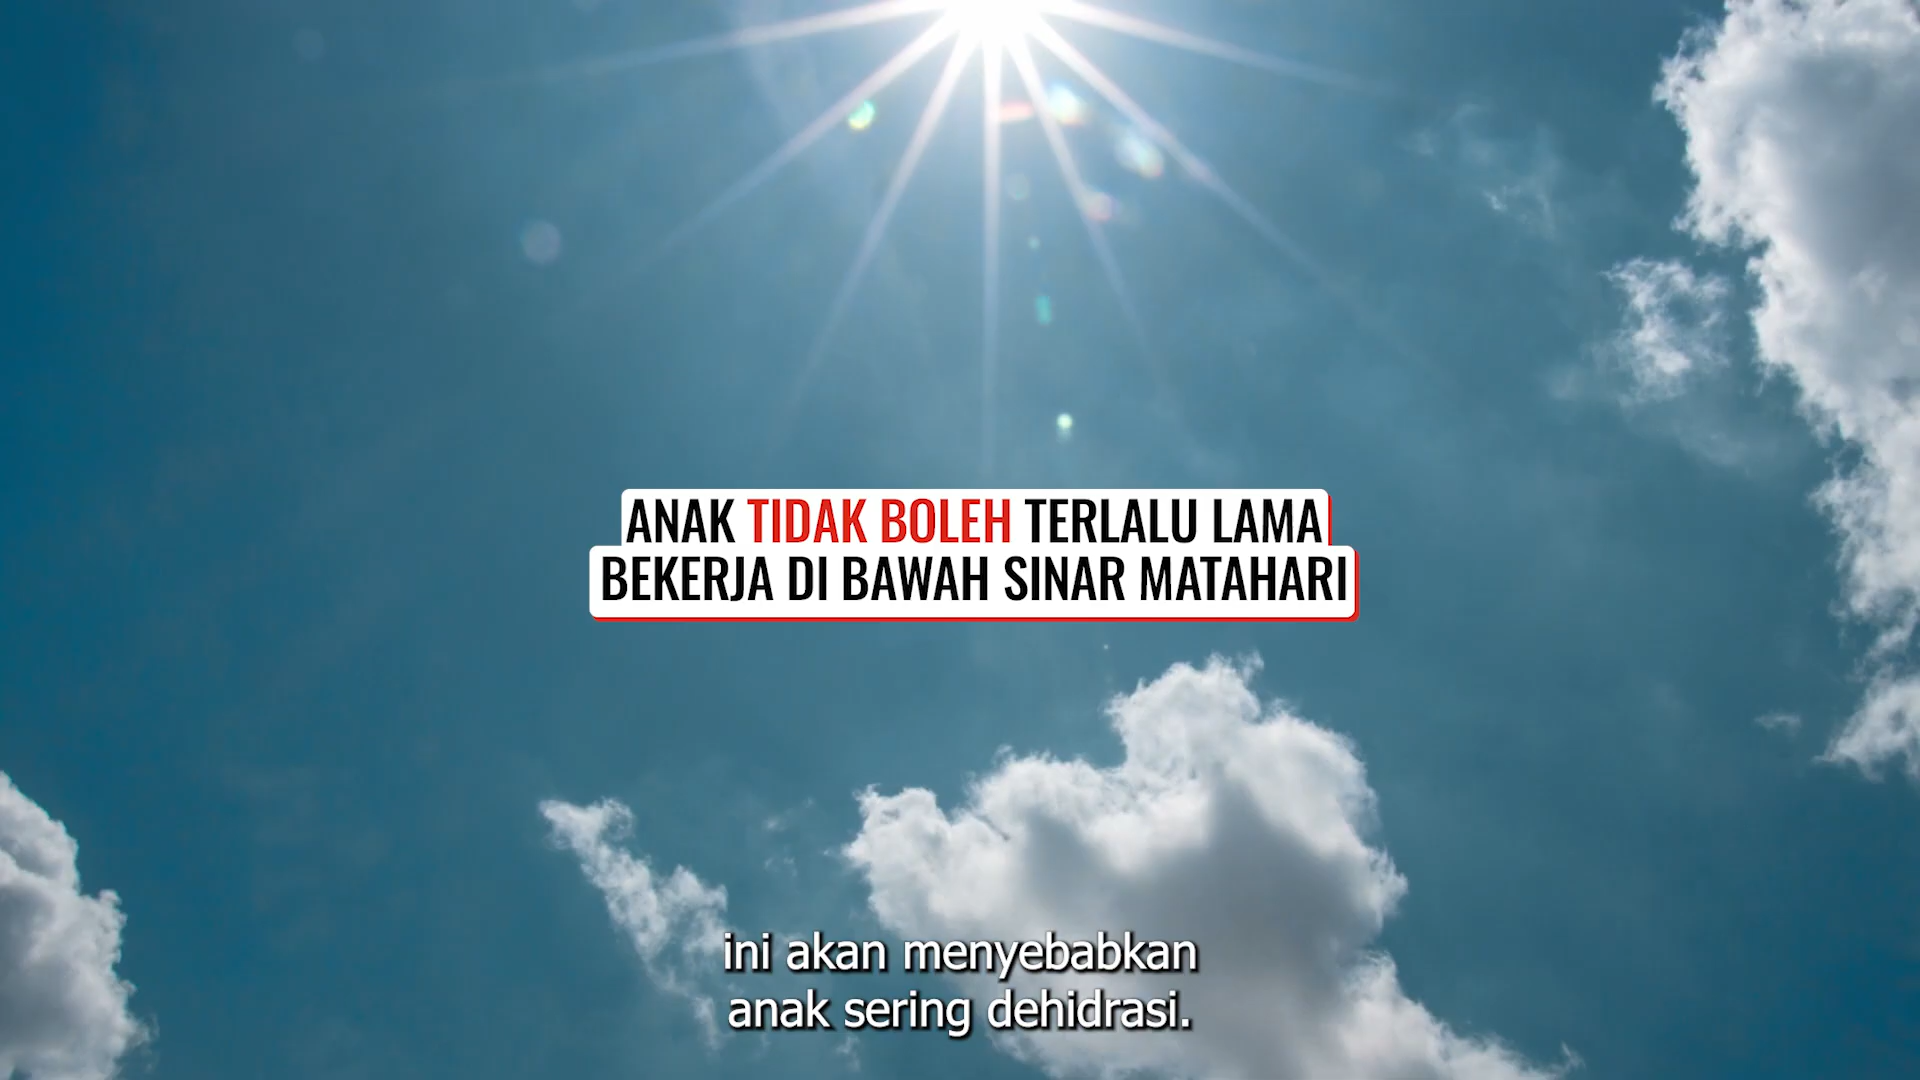 ANAK TIDAK BOLEH TERLALU LAMA
BEKERJA DI BAWAH SINAR MATAHARI
ini akan menyebabkan
anak sering dehidrasi.